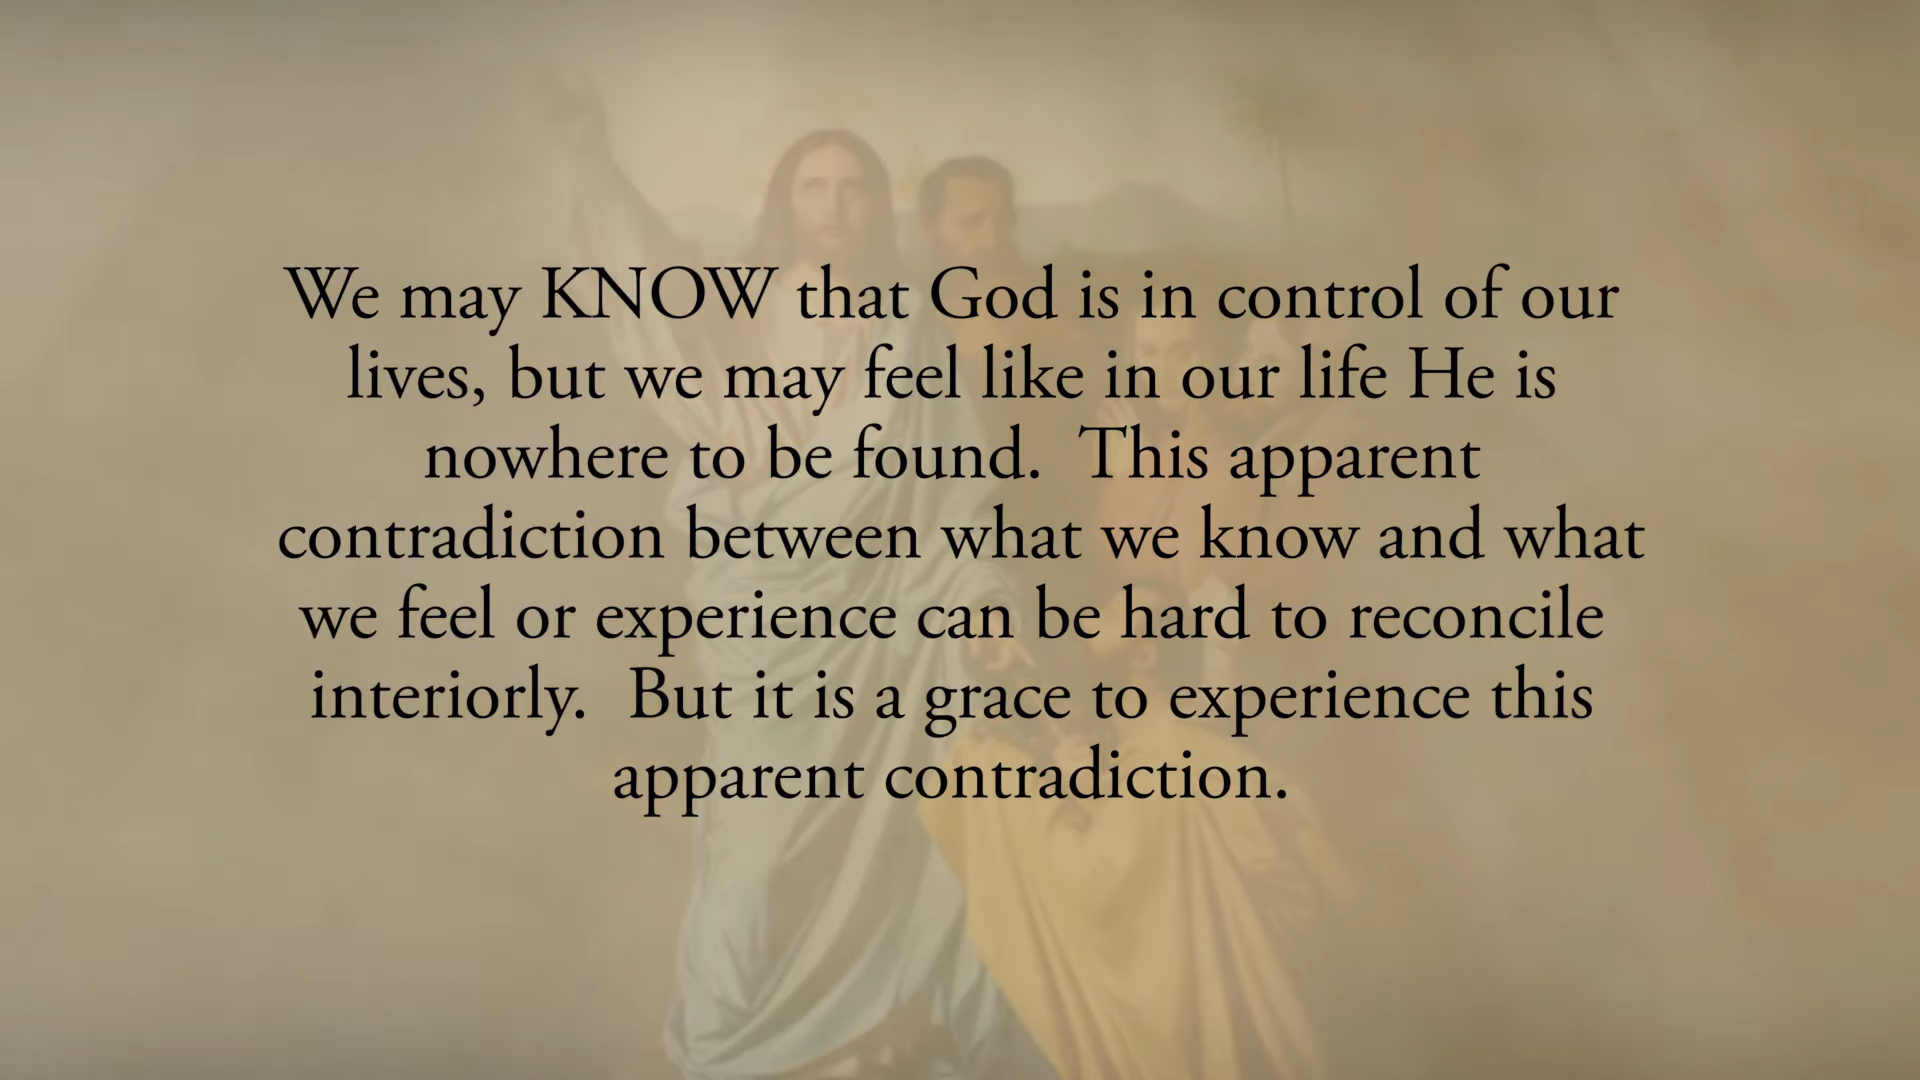 We may KNOW that God is in control of our
lives, but we may feel like in our life He is
nowhere to be found.  This apparent
contradiction between what we know and what
we feel or experience can be hard to reconcile
interiorly.  But it is a grace to experience this
apparent contradiction.